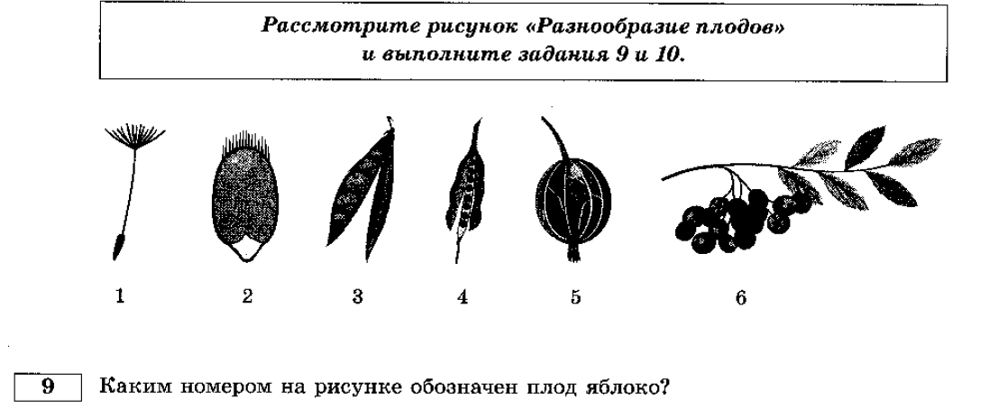 Рассмотрите рисунок «Разнообразие плодов»
и выполните задания 9 и 10.
1 2 3 4 5 6
9 Каким номером на рисунке обозначен плод яблоко?